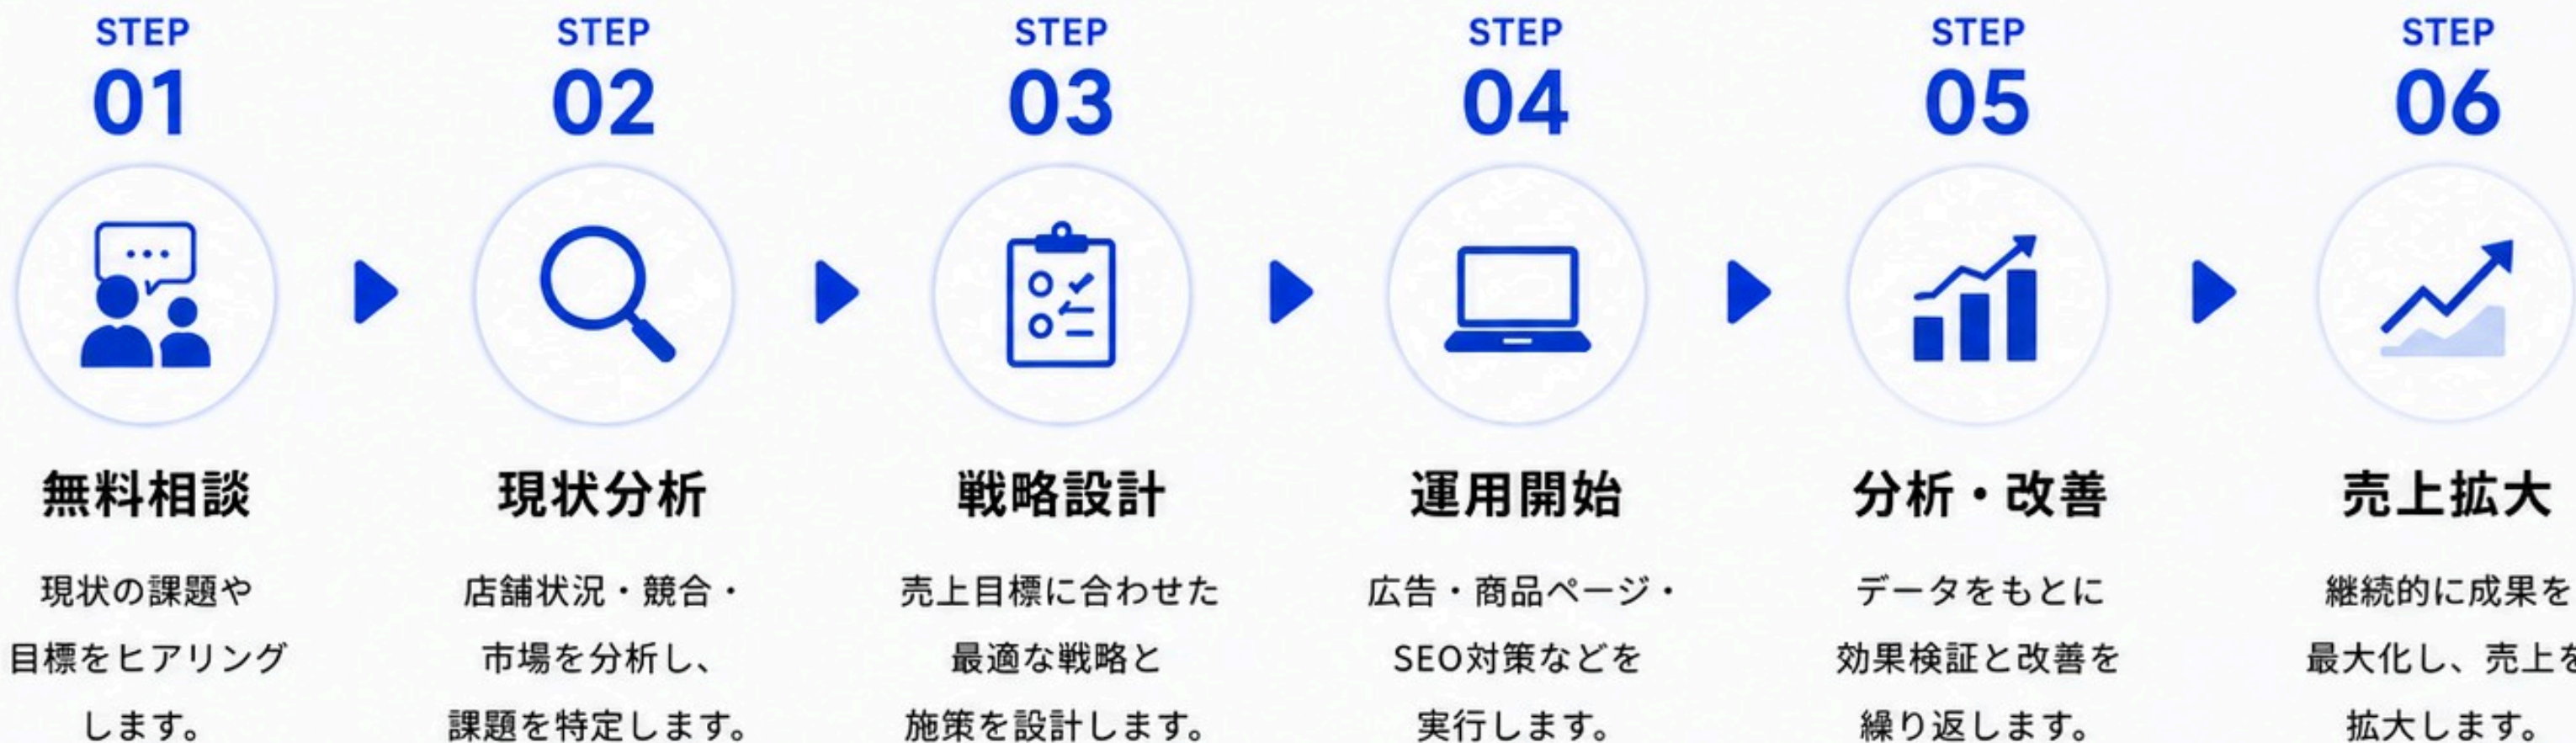 STEP
01
無料相談
現状の課題や
目標をヒアリング
します。
STEP
02
現状分析
店舗状況・競合・
市場を分析し、
課題を特定します。
STEP
03
戦略設計
売上目標に合わせた
最適な戦略と
施策を設計します。
STEP
04
運用開始
広告・商品ページ・
SEO対策などを
実行します。
STEP
05
分析・改善
データをもとに
効果検証と改善を
繰り返します。
STEP
06
売上拡大
継続的に成果を
最大化し、売上を
拡大します。